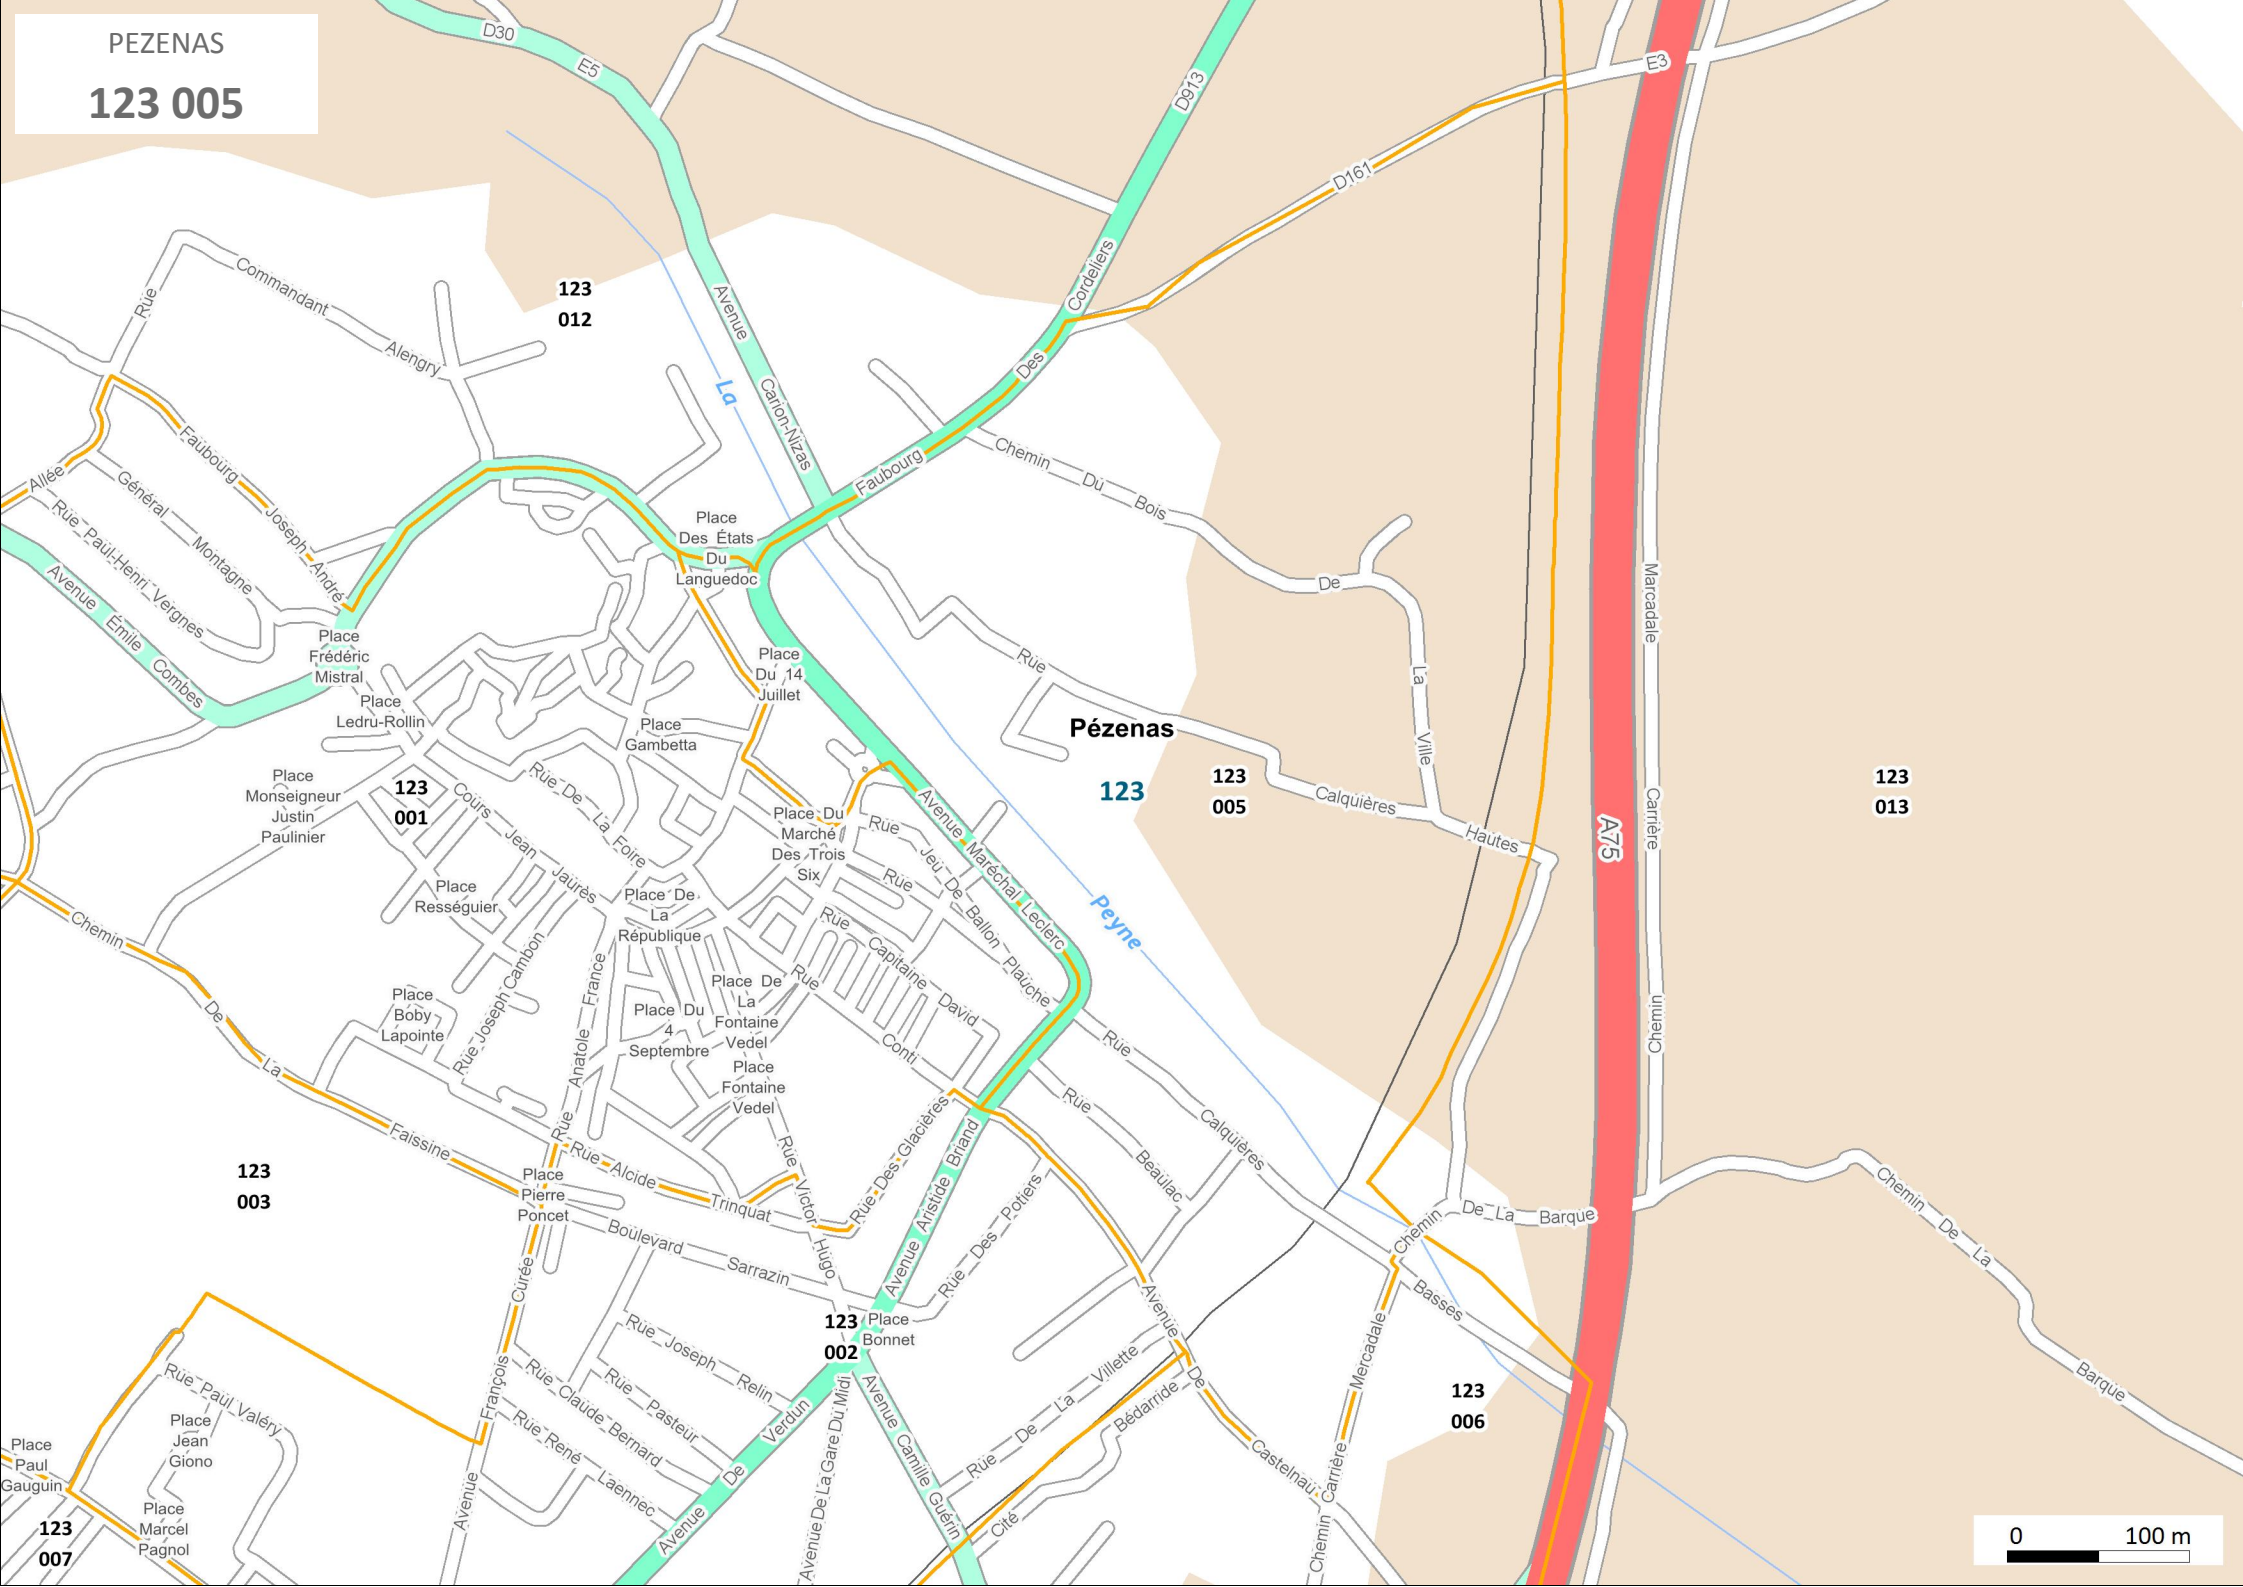 PEZENAS
123 005
D30
E5
D913
E3
D161
Rue
Commandant
Alengry
123
012
Avenue
Carion-Nizas
La
Cordeliers
Des
Faubourg
Chemin Du Bois
De
La
Ville
Allée
Général
Montagne
Faubourg
Joseph
André
Rue Paul-Henri Vergnes
Avenue Émile Combes
Place
Des États
Du
Languedoc
Place
Frédéric
Mistral
Place
Ledru-Rollin
Place
Du 14
Juillet
Place
Gambetta
Rue
Calquières
Hautes
Pézenas
123
123
005
123
013
A75
Marcadale
Carrière
Chemin
Place
Monseigneur
Justin
Paulinier
123
001
Cours Jean Jaurès
Rue De La Foire
Place Du
Marché
Des Trois
Six
Rue
Jeu De Ballon
Rue
Plauche
Avenue Maréchal Leclerc
Peyne
Place
Rességuier
Place De
La
République
Rue
Capitaine
David
Rue
Conti
Chemin
De
La
Faissine
Place
Boby
Lapointe
Rue Joseph Cambon
Rue Anatole France
Place Du
4
Septembre
Place De
La
Fontaine
Vedel
Place
Fontaine
Vedel
Rue
Calquières
Basses
Rue
Beaulac
Rue Des Glacières
Avenue Aristide Briand
Rue Des Potiers
Rue Victor Hugo
Rue Alcide Trinquat
Place
Pierre
Poncet
Boulevard Sarrazin
123
003
Chemin
De La Barque
Chemin De La Barque
Avenue François Curée
Rue Joseph Relin
Rue Pasteur
Rue Claude Bernard
Rue René Laennec
123
002
Place
Bonnet
Avenue De Verdun
Avenue De La Gare Du Midi
Avenue Camille Guérin
Rue De La Villette
Cité
Bédarride
Avenue
De
Castelnau
Chemin Carrière Mercadale
123
006
Rue Paul Valéry
Place
Jean
Giono
Place
Paul
Gauguin
Place
Marcel
Pagnol
123
007
0 100 m